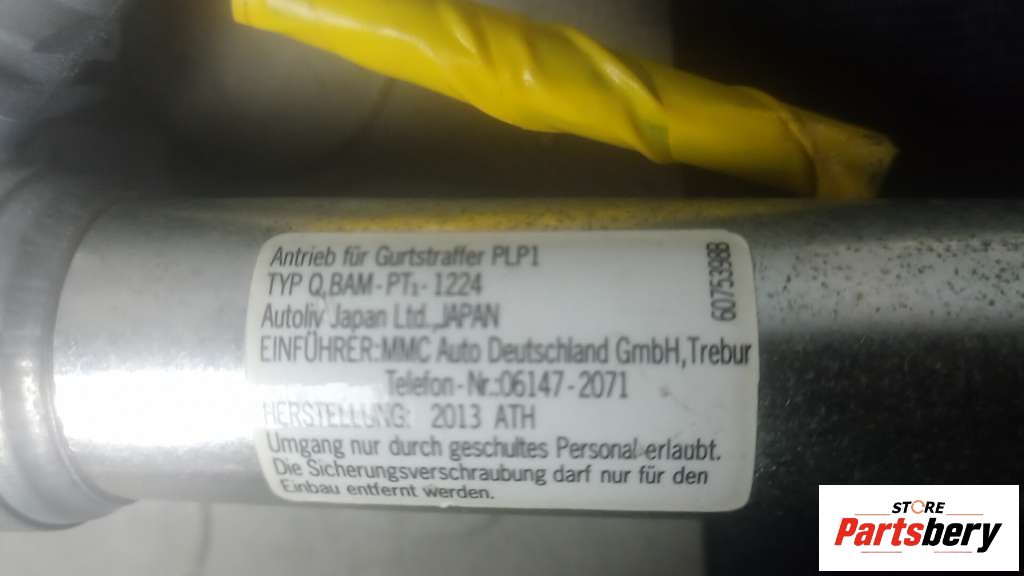 Antrieb für Gurtstraffer PLP1
TYP Q,BAM-PT₁-1224
Autoliv Japan Ltd.,JAPAN
EINFÜHRER:MMC Auto Deutschland GmbH,Trebur
Telefon-Nr.:06147-2071
HERSTELLUNG: 2013 ATH
Umgang nur durch geschultes Personal erlaubt.
Die Sicherungsverschraubung darf nur für den
Einbau entfernt werden.
6075398B
STORE
Partsbery